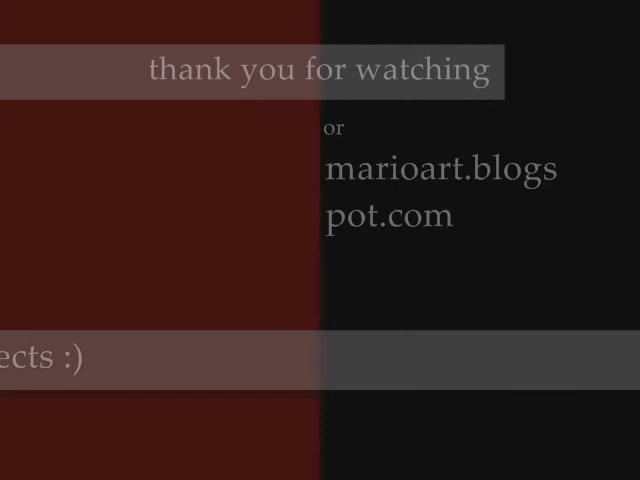 thank you for watching
or
marioart.blogs
pot.com
ects :)